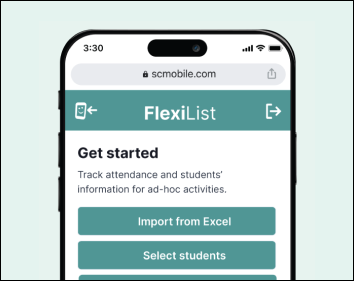 3:30
scmobile.com
FlexiList
Get started
Track attendance and students'
information for ad-hoc activities.
Import from Excel
Select students